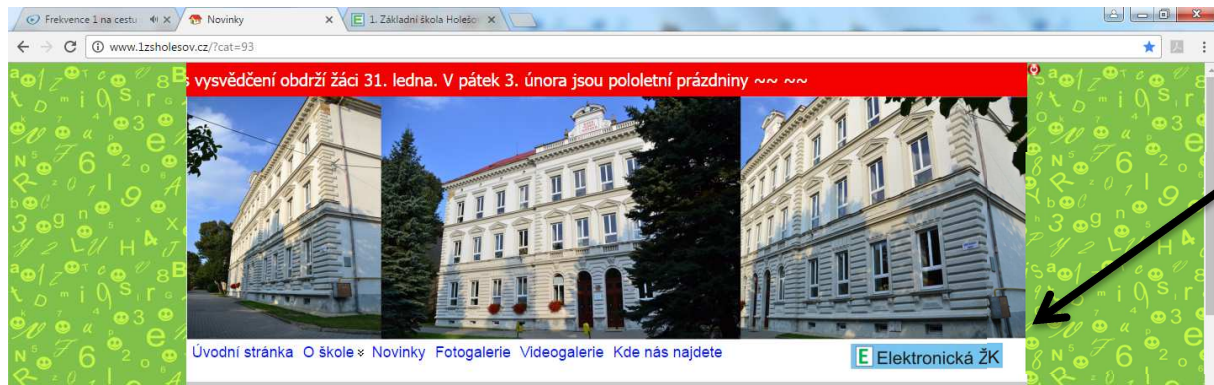 Frekvence 1 na cestu
Novinky
1. Základní škola Holešo
www.1zsholesov.cz/?cat=93
vysvědčení obdrží žáci 31. ledna. V pátek 3. února jsou pololetní prázdniny ~~ ~~
Úvodní stránka O škole Novinky Fotogalerie Videogalerie Kde nás najdete
E Elektronická ŽK